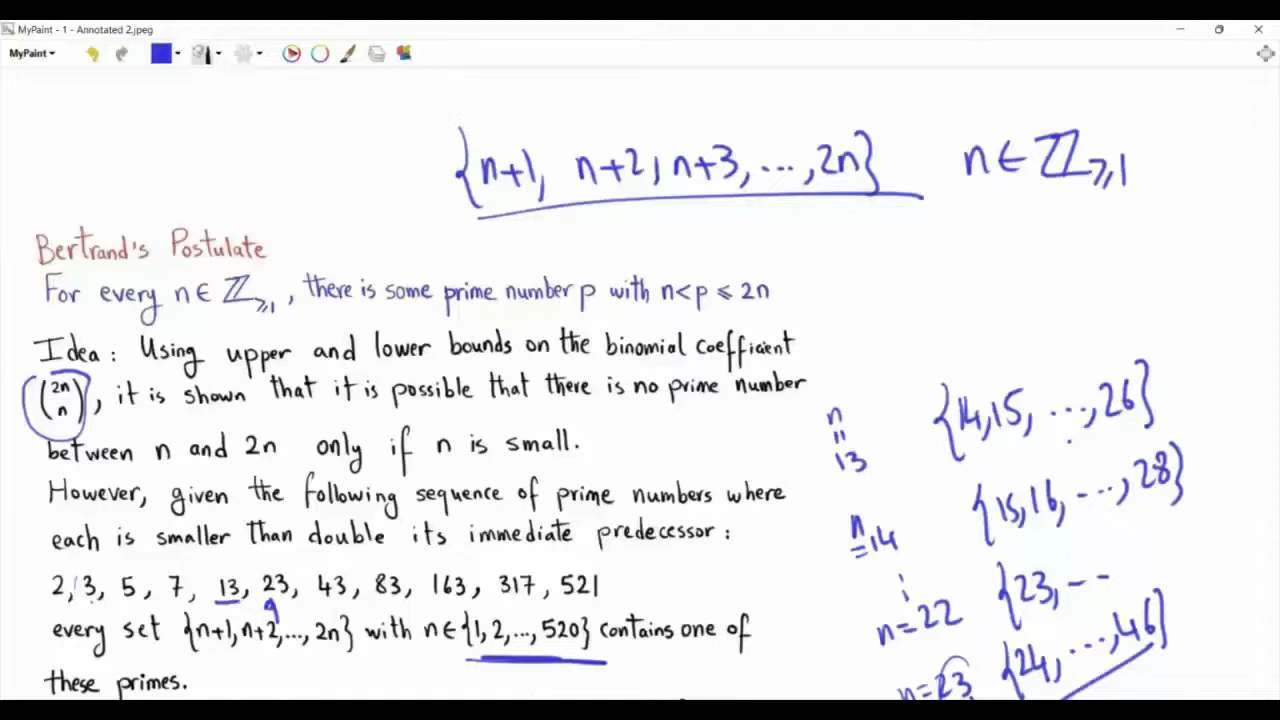 MyPaint - 1 - Annotated 2.jpeg
MyPaint
{n+1, n+2, n+3, ..., 2n} n ∈ ℤ≥1
Bertrand's Postulate
For every n ∈ ℤ≥1, there is some prime number p with n < p ≤ 2n
Idea: Using upper and lower bounds on the binomial coefficient
(2n n), it is shown that it is possible that there is no prime number
between n and 2n only if n is small.
However, given the following sequence of prime numbers where
each is smaller than double its immediate predecessor:
2, 3, 5, 7, 13, 23, 43, 83, 163, 317, 521
every set {n+1, n+2, ..., 2n} with n ∈ {1, 2, ..., 520} contains one of
these primes.
n = 13 {14, 15, ..., 26}
n = 14 {15, 16, ..., 28}
⋮
n = 22 {23, --
n = 23 {24, ..., 46}